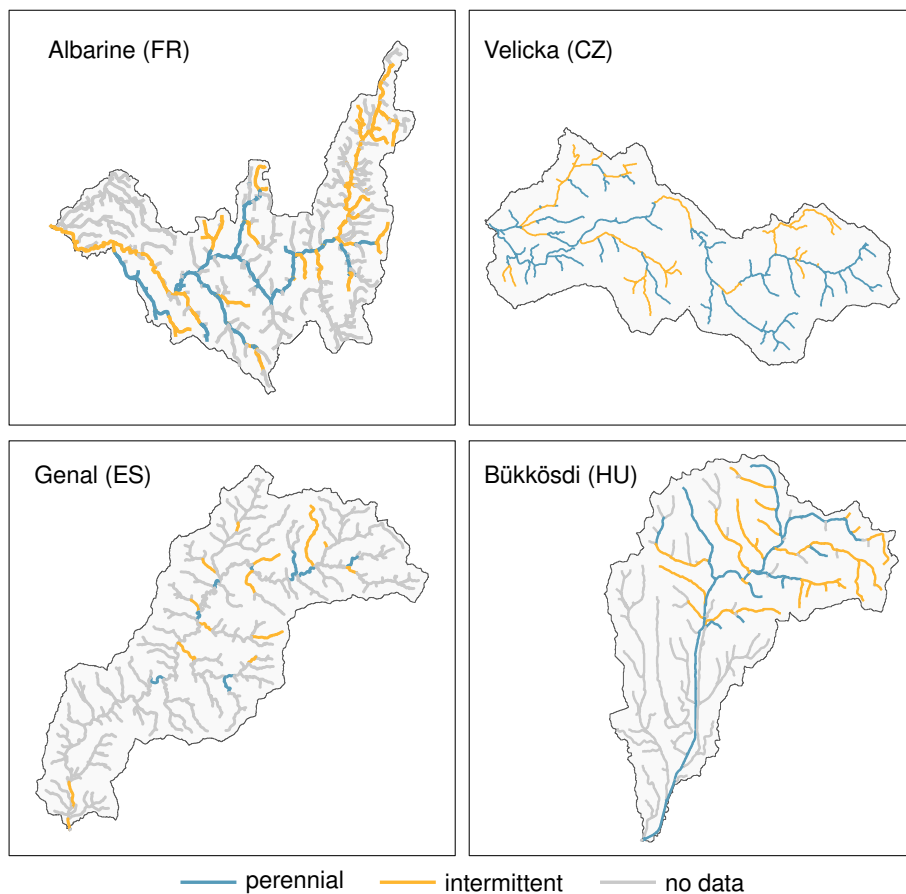 Albarine (FR)
Velicka (CZ)
Genal (ES)
Bükkösdi (HU)
perennial intermittent no data